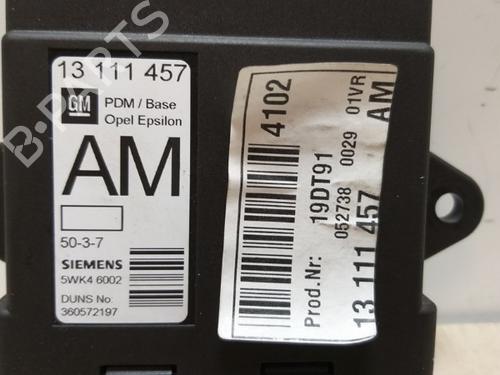 13 111 457
GM
PDM / Base
Opel Epsilon
AM
50-3-7
SIEMENS
5WK4 6002
DUNS No:
360572197
4102
Prod.Nr: 19DT91
052738 0029 01VR
13 111 457 AM
B-PARTS